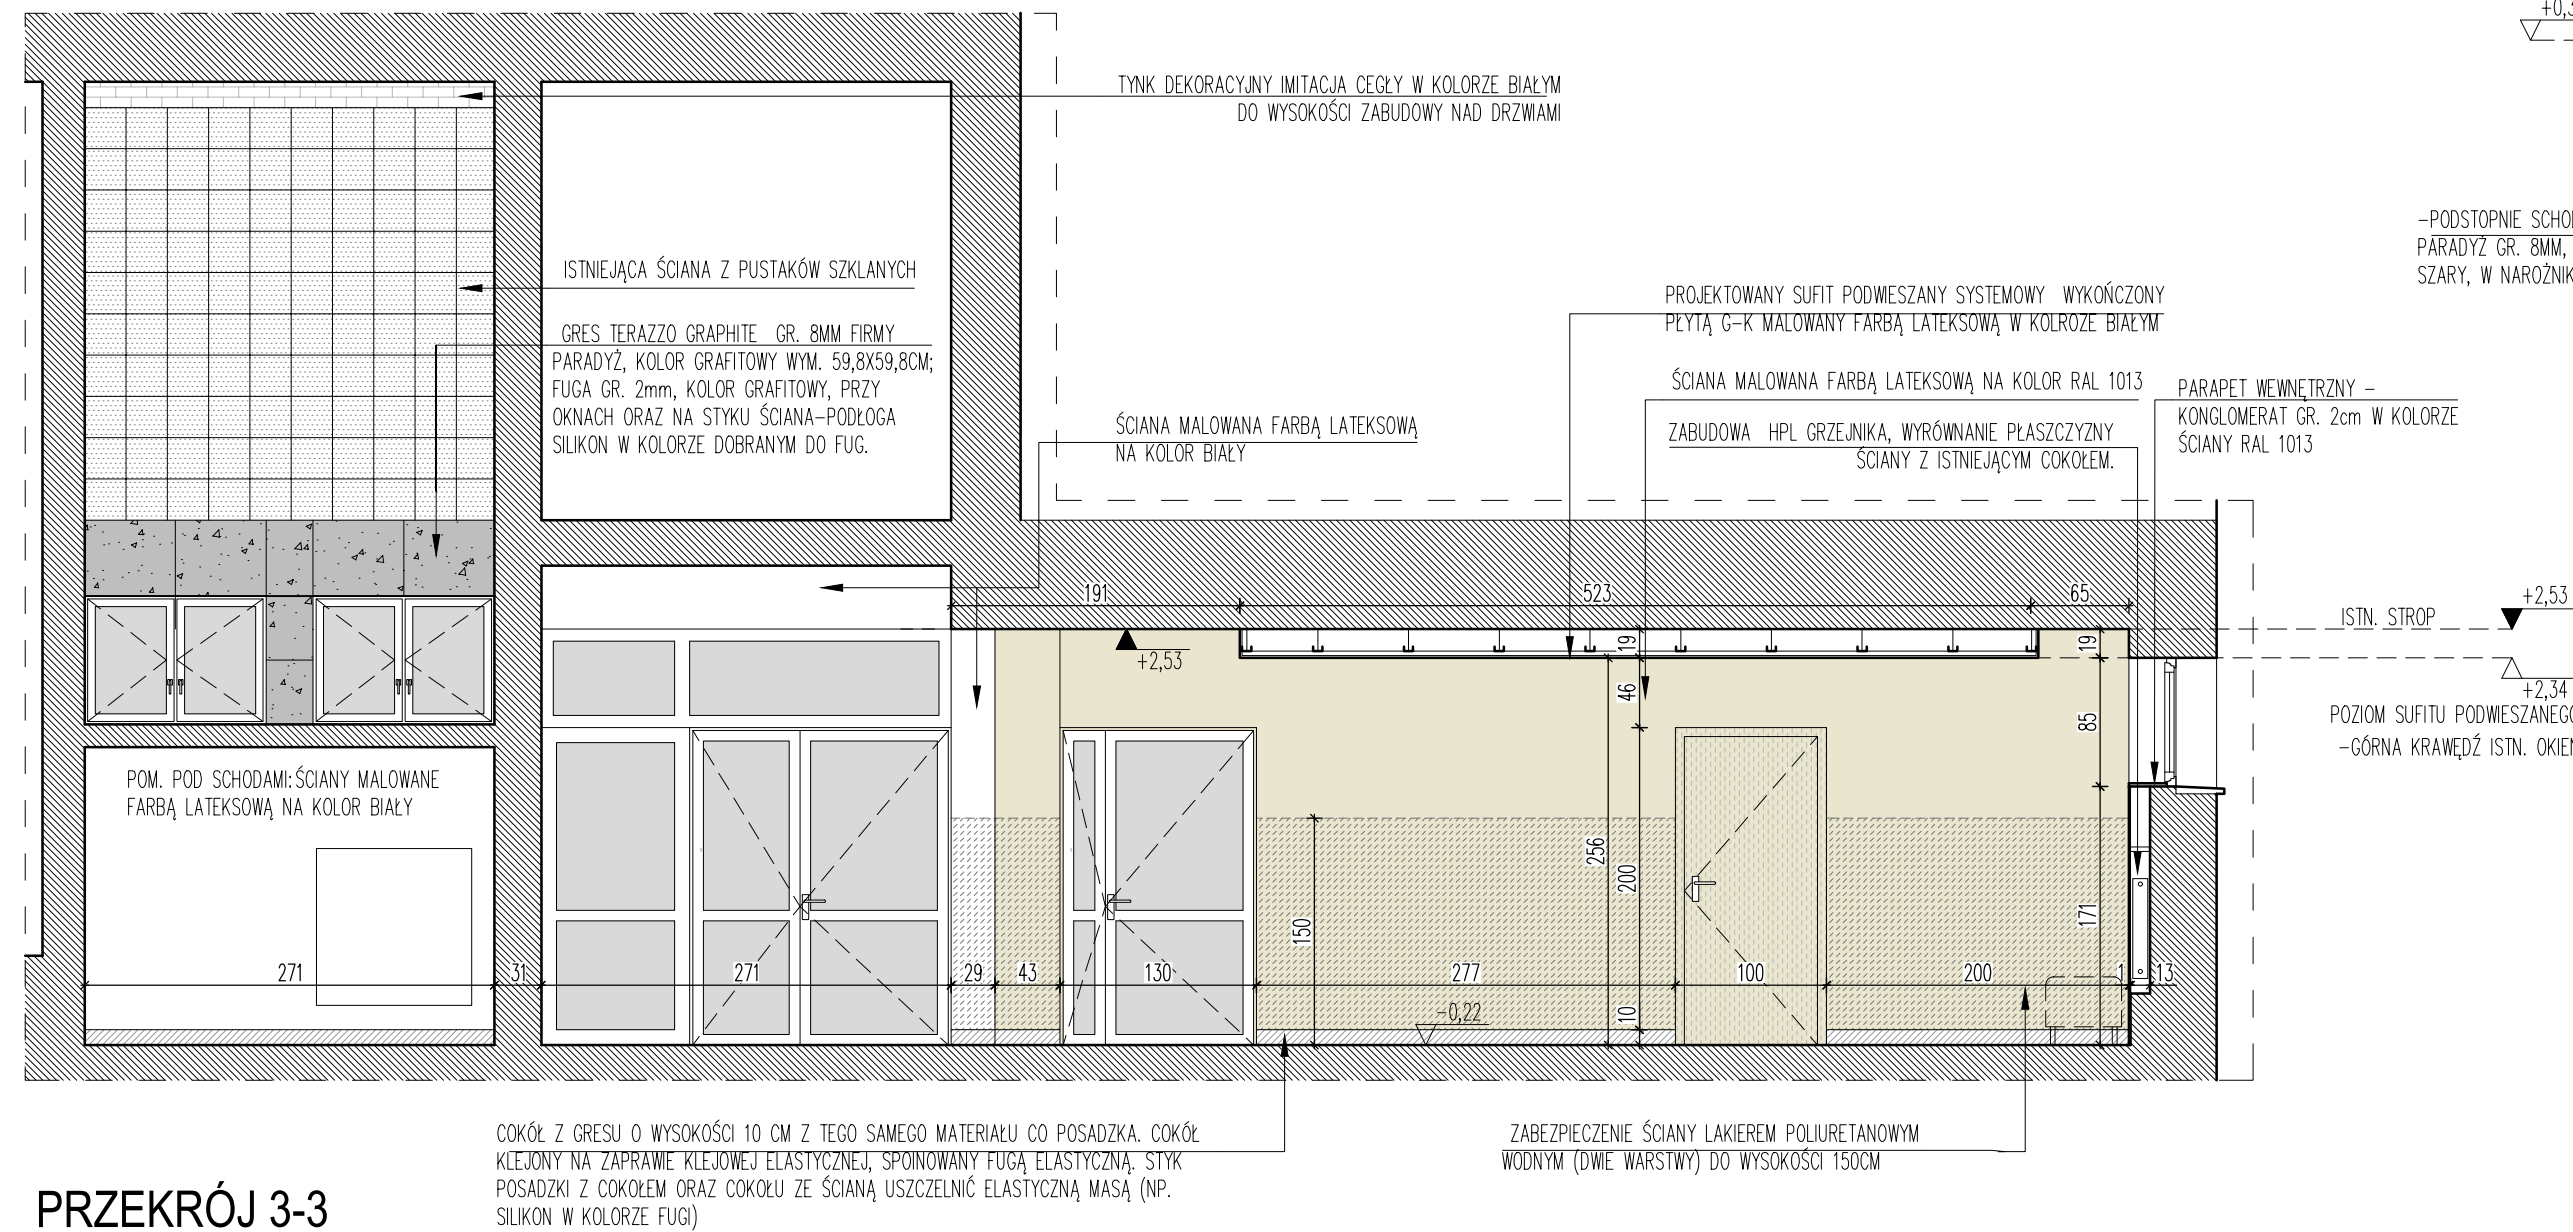 +0,3
TYNK DEKORACYJNY IMITACJA CEGŁY W KOLORZE BIAŁYM
DO WYSOKOŚCI ZABUDOWY NAD DRZWIAMI
-PODSTOPNIE
PARADYŻ GR. 8MM,
SZARY, W
ISTNIEJĄCA ŚCIANA Z PUSTAKÓW SZKLANYCH
GRES TERAZZO GRAPHITE GR. 8MM FIRMY
PARADYŻ, KOLOR GRAFITOWY WYM. 59,8X59,8CM;
FUGA GR. 2mm, KOLOR GRAFITOWY, PRZY
OKNACH ORAZ NA STYKU ŚCIANA-PODŁOGA
SILIKON W KOLORZE DOBRANYM DO FUG.
ŚCIANA MALOWANA FARBĄ LATEKSOWĄ
NA KOLOR BIAŁY
PROJEKTOWANY SUFIT PODWIESZANY SYSTEMOWY WYKOŃCZONY
PŁYTĄ G-K MALOWANY FARBĄ LATEKSOWĄ W KOLROZE BIAŁYM
ŚCIANA MALOWANA FARBĄ LATEKSOWĄ NA KOLOR RAL 1013
ZABUDOWA HPL GRZEJNIKA, WYRÓWNANIE PŁASZCZYZNY
ŚCIANY Z ISTNIEJĄCYM COKOŁEM.
PARAPET WEWNĘTRZNY -
KONGLOMERAT GR. 2cm W KOLORZE
ŚCIANY RAL 1013
191
523
65
+2,53
19
46
256
200
10
150
19
85
171
ISTN. STROP
+2,53
+2,34
POZIOM SUFITU PODWIESZANEGO
-GÓRNA KRAWĘDŹ ISTN.
POM. POD SCHODAMI: ŚCIANY MALOWANE
FARBĄ LATEKSOWĄ NA KOLOR BIAŁY
271
31
271
29
43
130
277
100
200
1
13
-0,22
COKÓŁ Z GRESU O WYSOKOŚCI 10 CM Z TEGO SAMEGO MATERIAŁU CO POSADZKA. COKÓŁ
KLEJONY NA ZAPRAWIE KLEJOWEJ ELASTYCZNEJ, SPOINOWANY FUGĄ ELASTYCZNĄ. STYK
POSADZKI Z COKOŁEM ORAZ COKOŁU ZE ŚCIANĄ USZCZELNIĆ ELASTYCZNĄ MASĄ (NP.
SILIKON W KOLORZE FUGI)
ZABEZPIECZENIE ŚCIANY LAKIEREM POLIURETANOWYM
WODNYM (DWIE WARSTWY) DO WYSOKOŚCI 150CM
PRZEKRÓJ 3-3